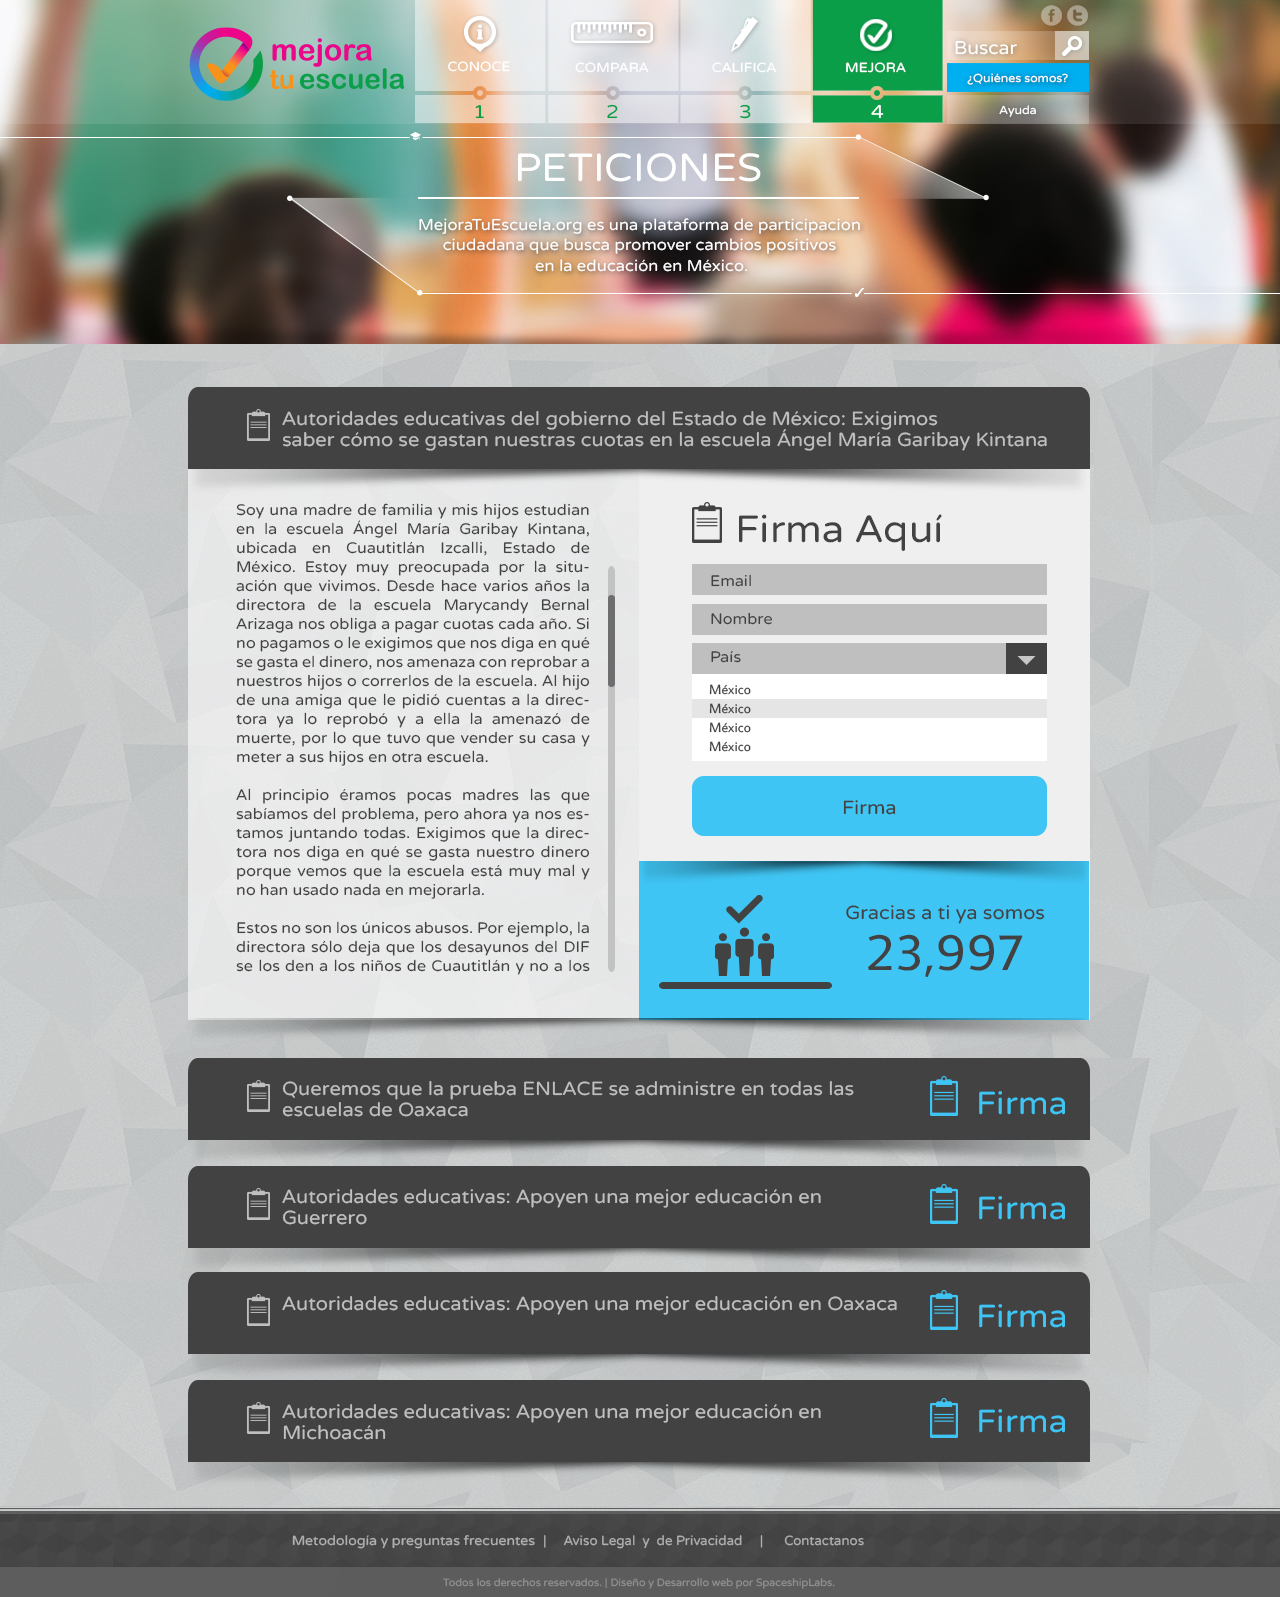 mejora
tu escuela
CONOCE
1
COMPARA
2
CALIFICA
3
MEJORA
4
Buscar
¿Quiénes somos?
Ayuda
PETICIONES
MejoraTuEscuela.org es una plataforma de participacion
ciudadana que busca promover cambios positivos
en la educación en México.
Autoridades educativas del gobierno del Estado de México: Exigimos
saber cómo se gastan nuestras cuotas en la escuela Ángel María Garibay Kintana
Soy una madre de familia y mis hijos estudian
en la escuela Ángel María Garibay Kintana,
ubicada en Cuautitlán Izcalli, Estado de
México. Estoy muy preocupada por la situ-
ación que vivimos. Desde hace varios años la
directora de la escuela Marycandy Bernal
Arizaga nos obliga a pagar cuotas cada año. Si
no pagamos o le exigimos que nos diga en qué
se gasta el dinero, nos amenaza con reprobar a
nuestros hijos o correrlos de la escuela. Al hijo
de una amiga que le pidió cuentas a la direc-
tora ya lo reprobó y a ella la amenazó de
muerte, por lo que tuvo que vender su casa y
meter a sus hijos en otra escuela.
Al principio éramos pocas madres las que
sabíamos del problema, pero ahora ya nos es-
tamos juntando todas. Exigimos que la direc-
tora nos diga en qué se gasta nuestro dinero
porque vemos que la escuela está muy mal y
no han usado nada en mejorarla.
Estos no son los únicos abusos. Por ejemplo, la
directora sólo deja que los desayunos del DIF
se los den a los niños de Cuautitlán y no a los
Firma Aquí
Email
Nombre
País
México
México
México
México
Firma
Gracias a ti ya somos
23,997
Queremos que la prueba ENLACE se administre en todas las
escuelas de Oaxaca
Firma
Autoridades educativas: Apoyen una mejor educación en
Guerrero
Firma
Autoridades educativas: Apoyen una mejor educación en Oaxaca
Firma
Autoridades educativas: Apoyen una mejor educación en
Michoacán
Firma
Metodología y preguntas frecuentes | Aviso Legal y de Privacidad | Contactanos
Todos los derechos reservados. | Diseño y Desarrollo web por SpaceshipLabs.